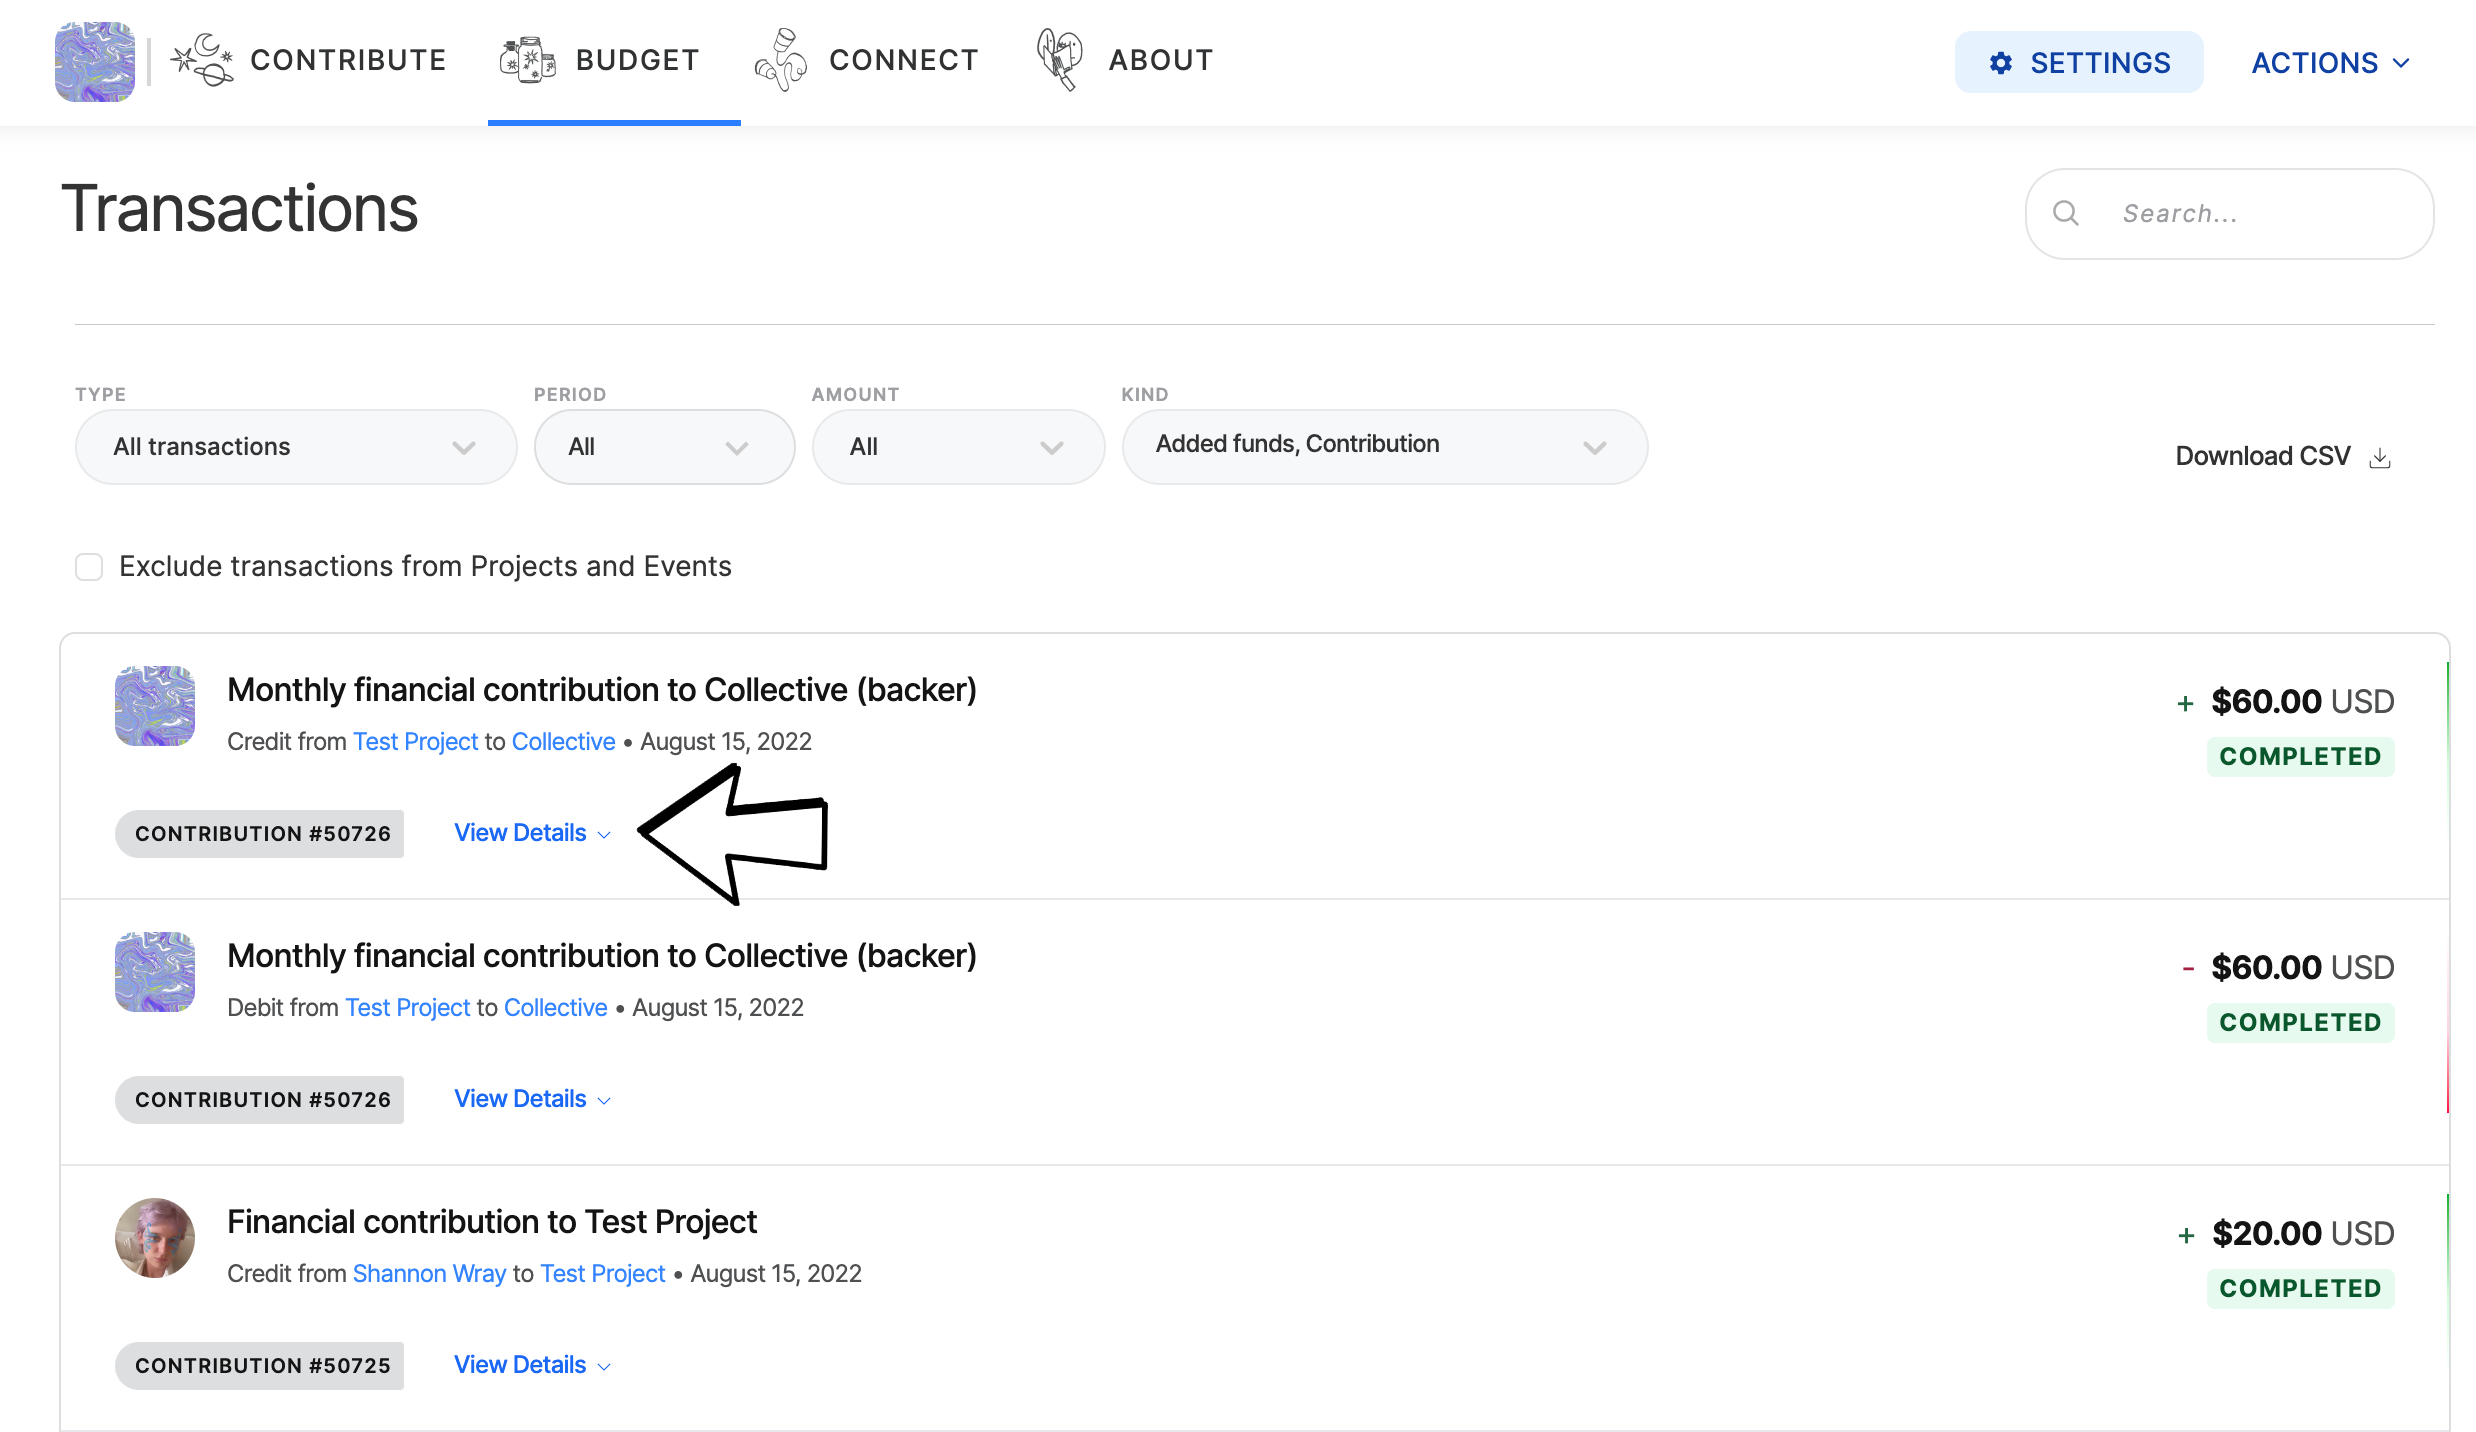 CONTRIBUTE BUDGET CONNECT ABOUT SETTINGS ACTIONS
Transactions
Search...
TYPE PERIOD AMOUNT KIND
All transactions All All Added funds, Contribution
Download CSV
Exclude transactions from Projects and Events
Monthly financial contribution to Collective (backer)
+ $60.00 USD
Credit from Test Project to Collective • August 15, 2022
COMPLETED
CONTRIBUTION #50726 View Details
Monthly financial contribution to Collective (backer)
- $60.00 USD
Debit from Test Project to Collective • August 15, 2022
COMPLETED
CONTRIBUTION #50726 View Details
Financial contribution to Test Project
+ $20.00 USD
Credit from Shannon Wray to Test Project • August 15, 2022
COMPLETED
CONTRIBUTION #50725 View Details